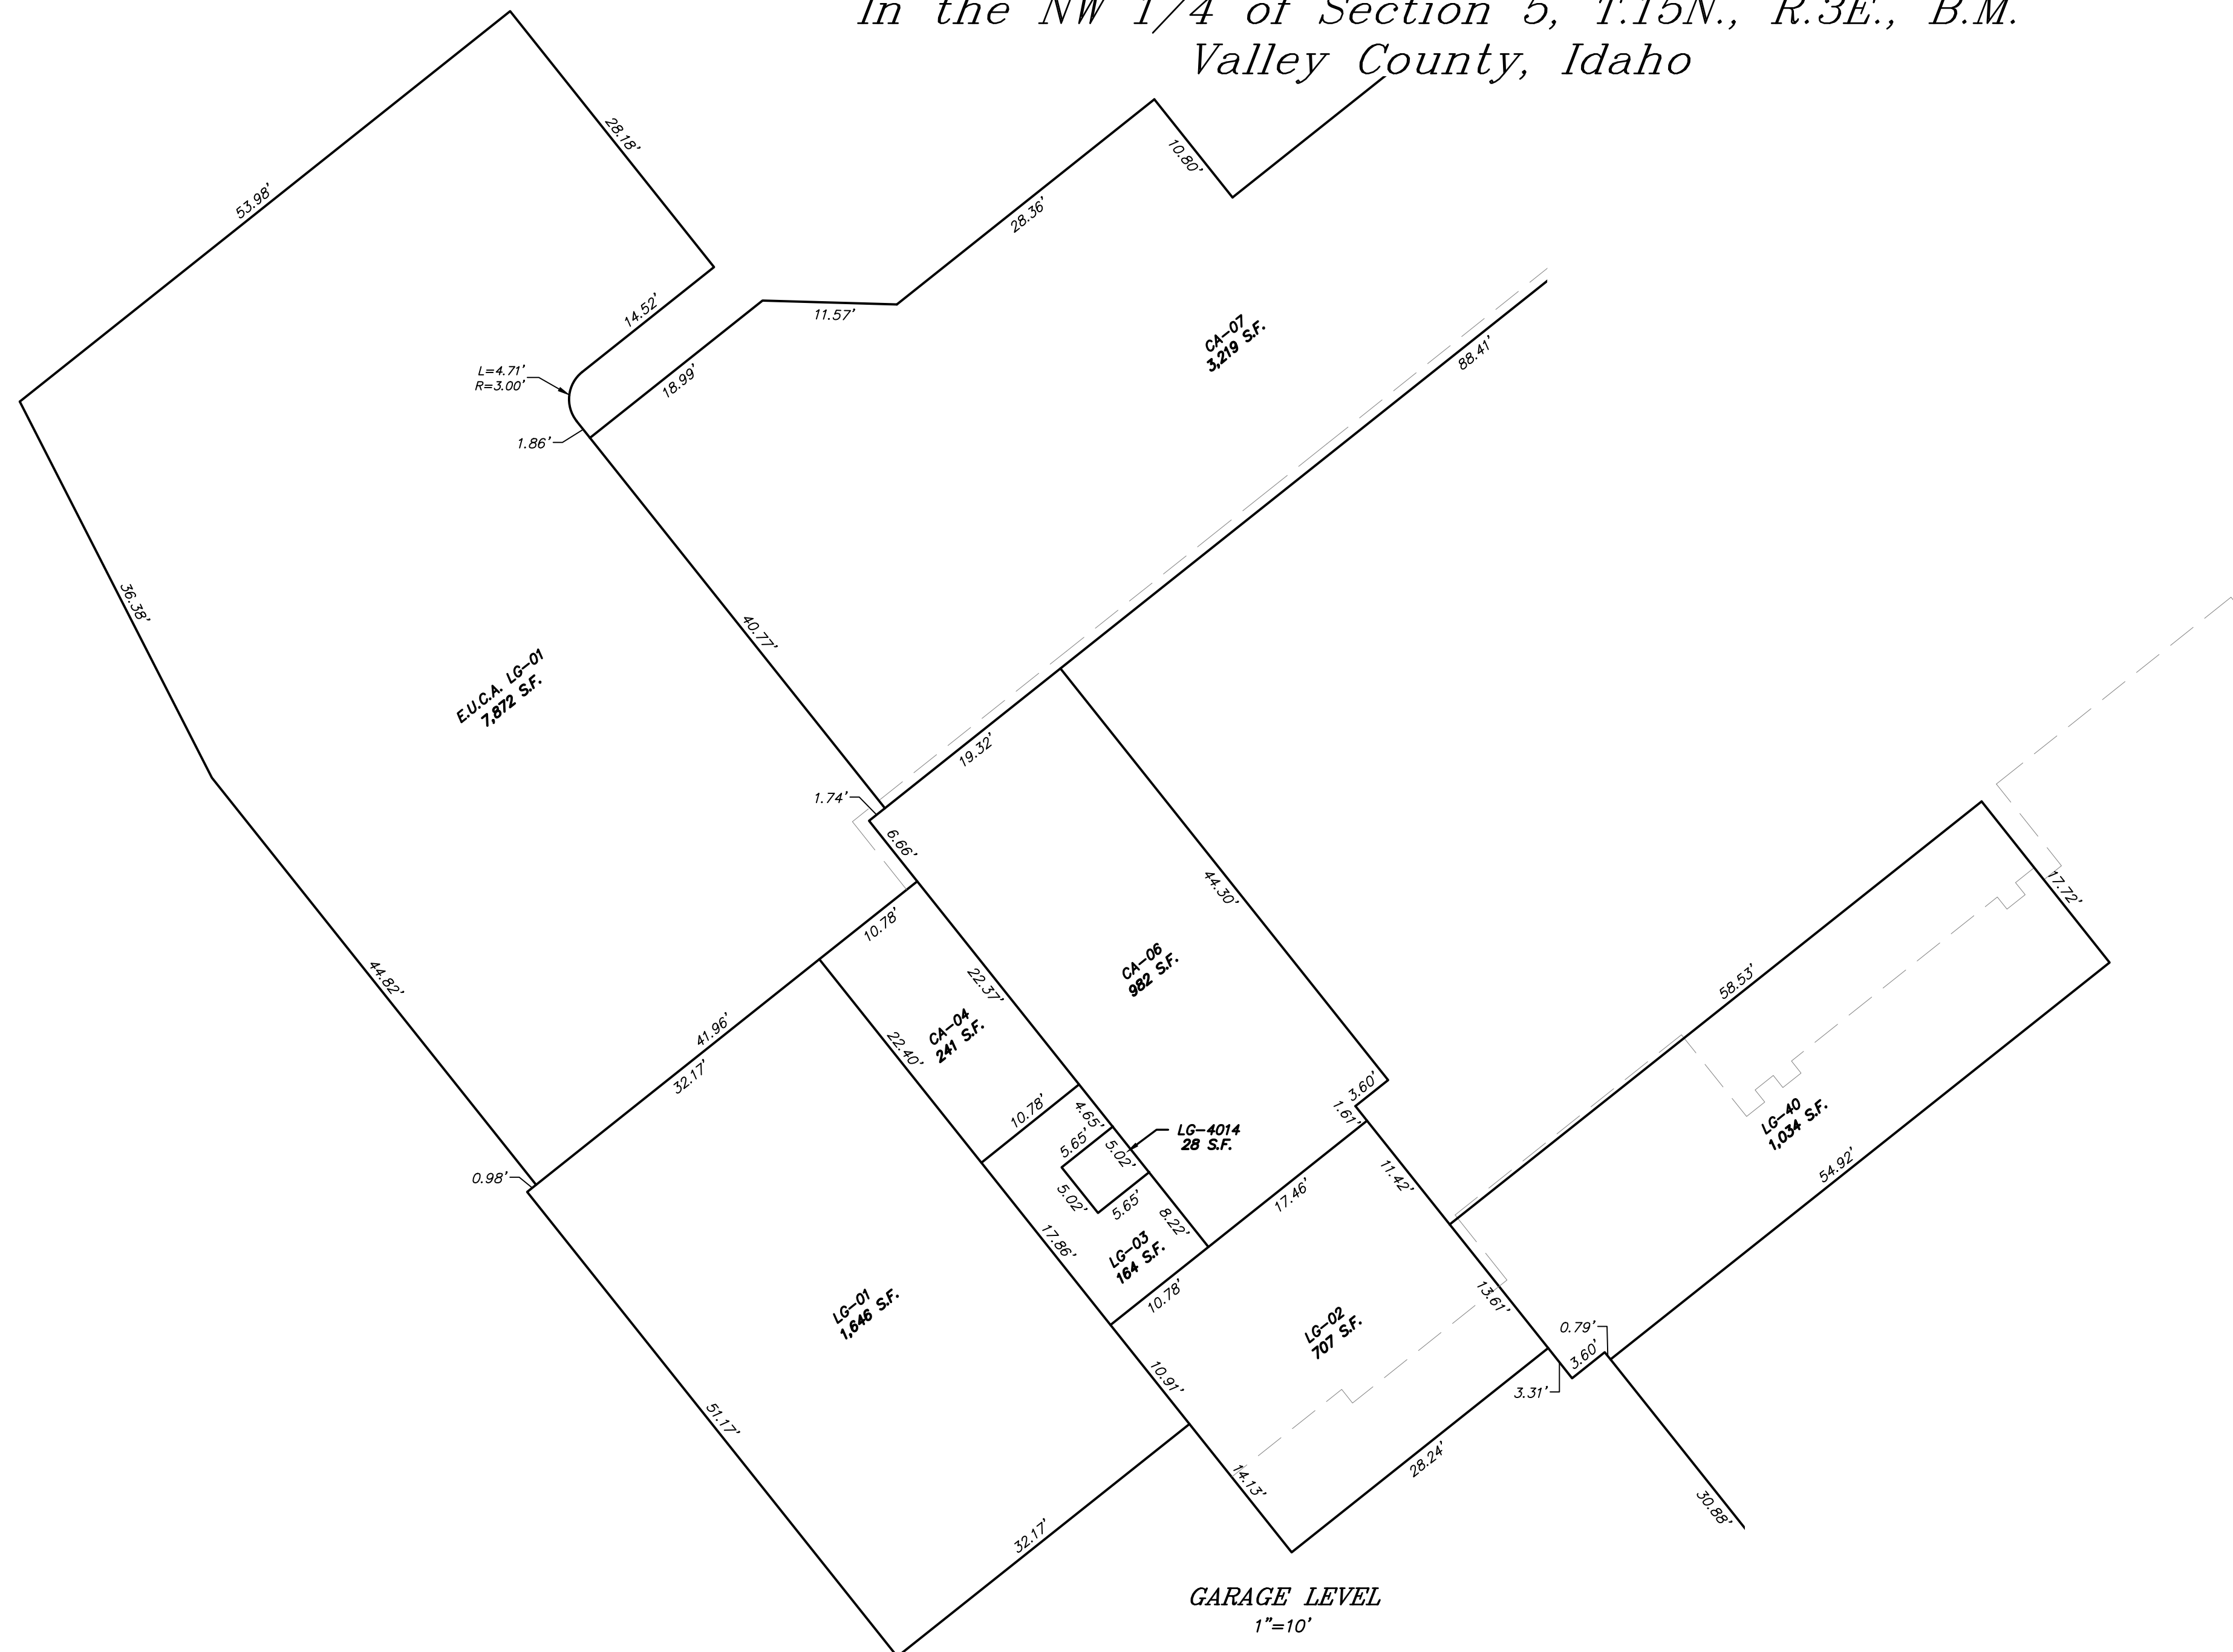 In the NW 1/4 of Section 5, T.15N., R.3E., B.M.
Valley County, Idaho
28.18'
53.98'
10.80'
28.36'
14.52'
11.57'
CA-07
3,219 S.F.
88.41'
L=4.71'
R=3.00'
18.99'
1.86'
36.38'
40.77'
E.U.C.A. LG-01
7,872 S.F.
19.32'
1.74'
6.66'
44.30'
17.72'
10.78'
44.82'
22.37'
CA-06
982 S.F.
58.53'
41.96'
CA-04
241 S.F.
22.40'
32.17'
3.60'
1.61'
10.78'
4.65'
LG-4014
28 S.F.
5.65'
5.02'
LG-40
1,034 S.F.
54.92'
0.98'
11.42'
5.02'
5.65'
17.46'
8.22'
17.86'
LG-03
164 S.F.
10.78'
13.61'
LG-01
1,646 S.F.
LG-02
707 S.F.
0.79'
3.60'
3.31'
10.91'
51.17'
28.24'
14.13'
30.88'
32.17'
GARAGE LEVEL
1"=10'